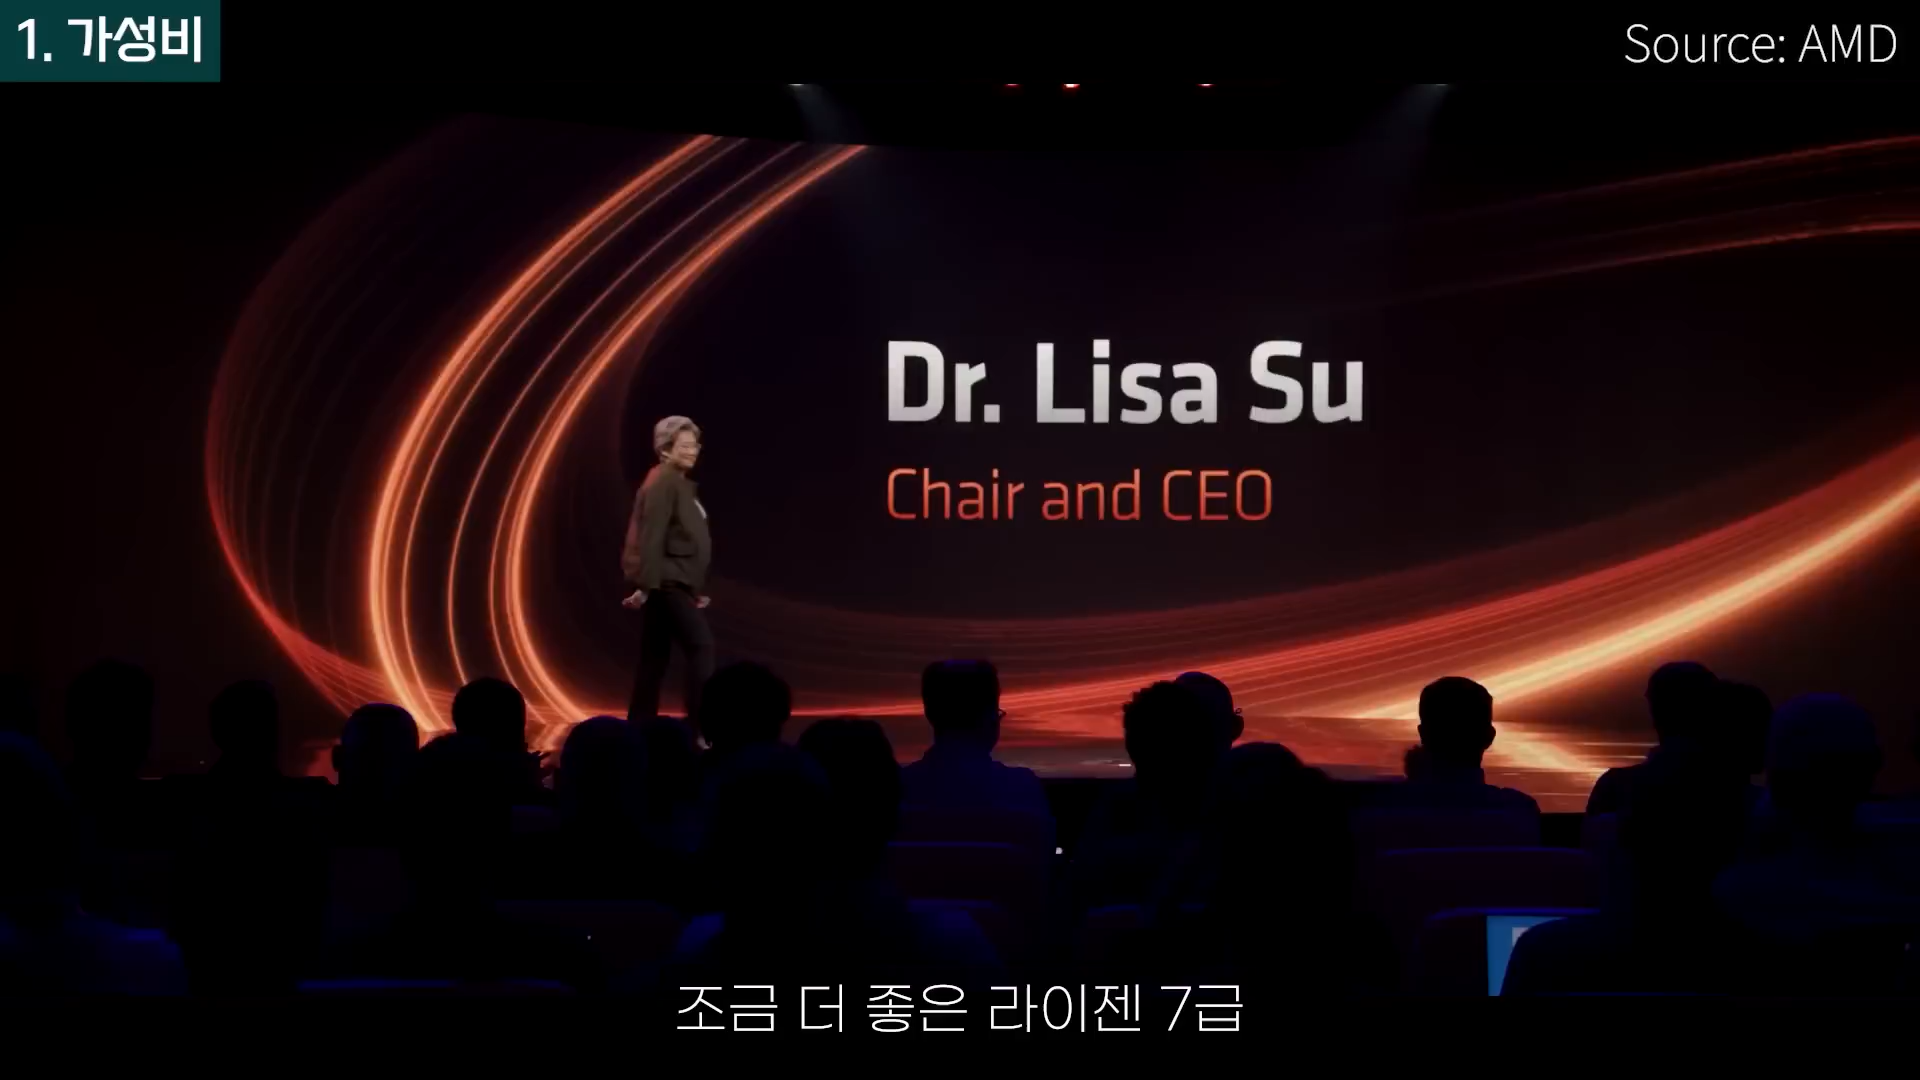 1. 가성비
Source: AMD
Dr. Lisa Su
Chair and CEO
조금 더 좋은 라이젠 7급